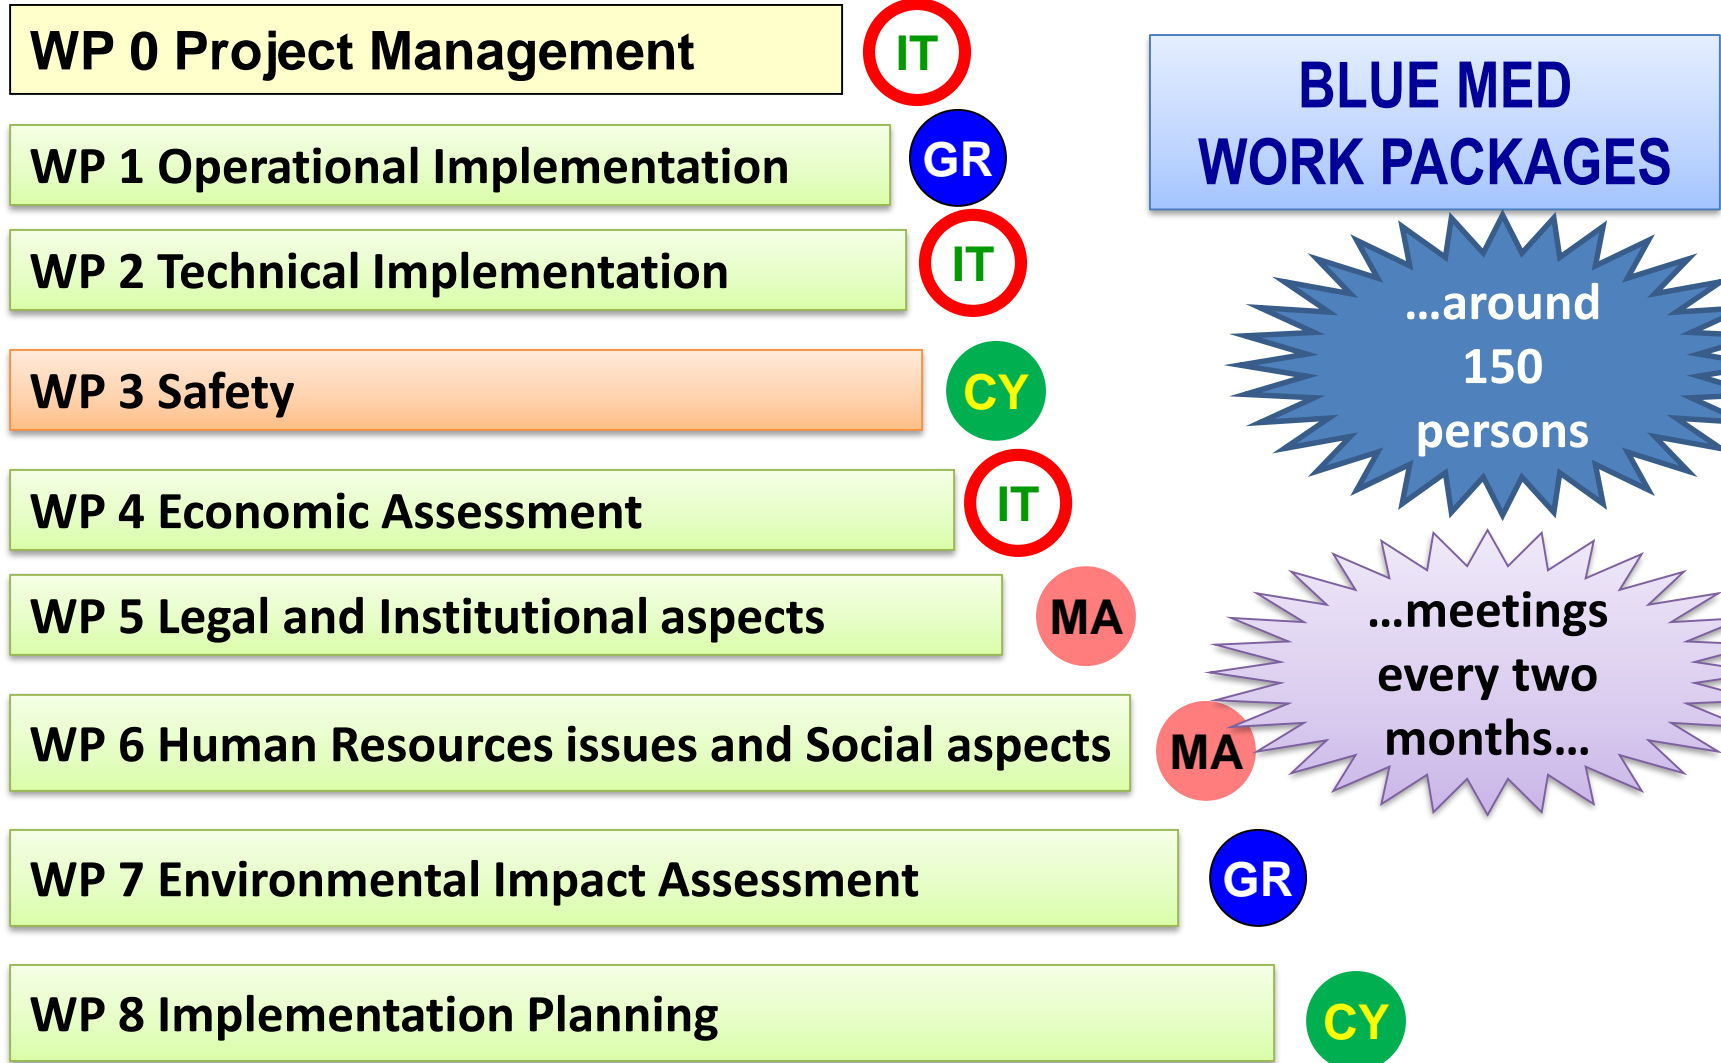 WP 0 Project Management
IT
WP 1 Operational Implementation
GR
WP 2 Technical Implementation
IT
WP 3 Safety
CY
WP 4 Economic Assessment
IT
WP 5 Legal and Institutional aspects
MA
WP 6 Human Resources issues and Social aspects
MA
WP 7 Environmental Impact Assessment
GR
WP 8 Implementation Planning
CY
BLUE MED
WORK PACKAGES
...around
150
persons
...meetings
every two
months...